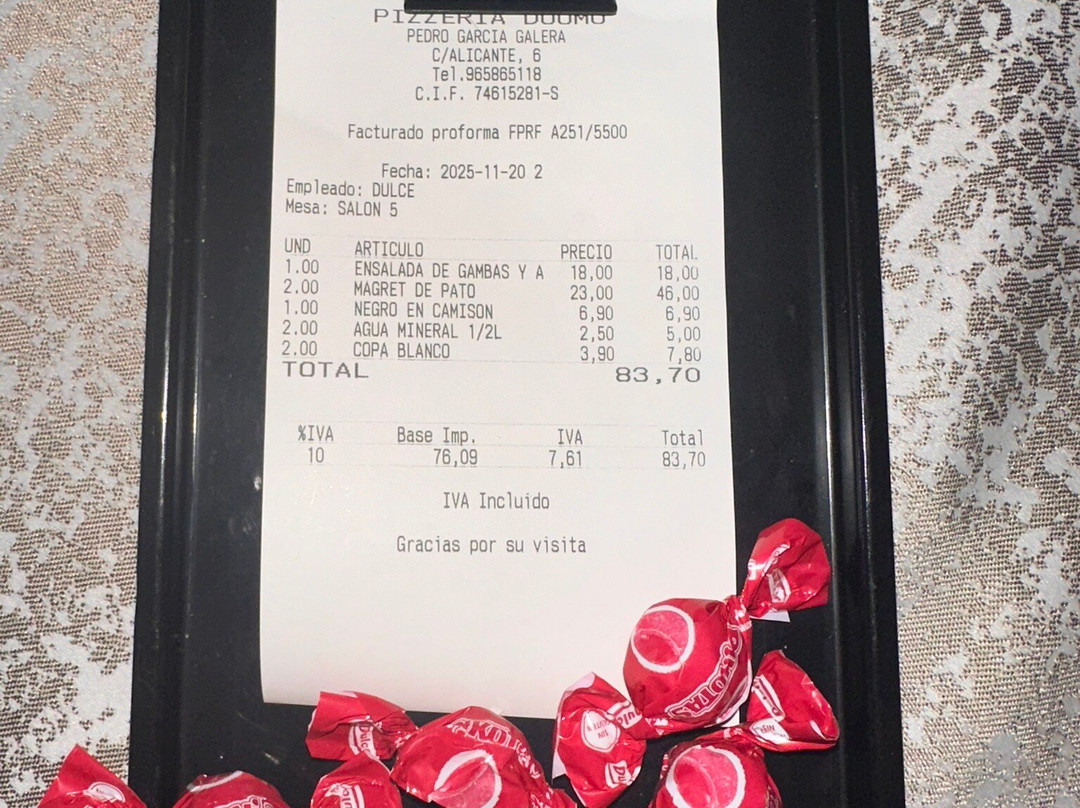 PIZZERIA DUOMO
PEDRO GARCIA GALERA
C/ALICANTE, 6
Tel.965865118
C.I.F. 74615281-S
Facturado proforma FPRF A251/5500
Fecha: 2025-11-20 2
Empleado: DULCE
Mesa: SALON 5
UND ARTICULO PRECIO TOTAL
1.00 ENSALADA DE GAMBAS Y A 18,00 18,00
2.00 MAGRET DE PATO 23,00 46,00
1.00 NEGRO EN CAMISON 6,90 6,90
2.00 AGUA MINERAL 1/2L 2,50 5,00
2.00 COPA BLANCO 3,90 7,80
TOTAL 83,70
%IVA Base Imp. IVA Total
10 76,09 7,61 83,70
IVA Incluido
Gracias por su visita